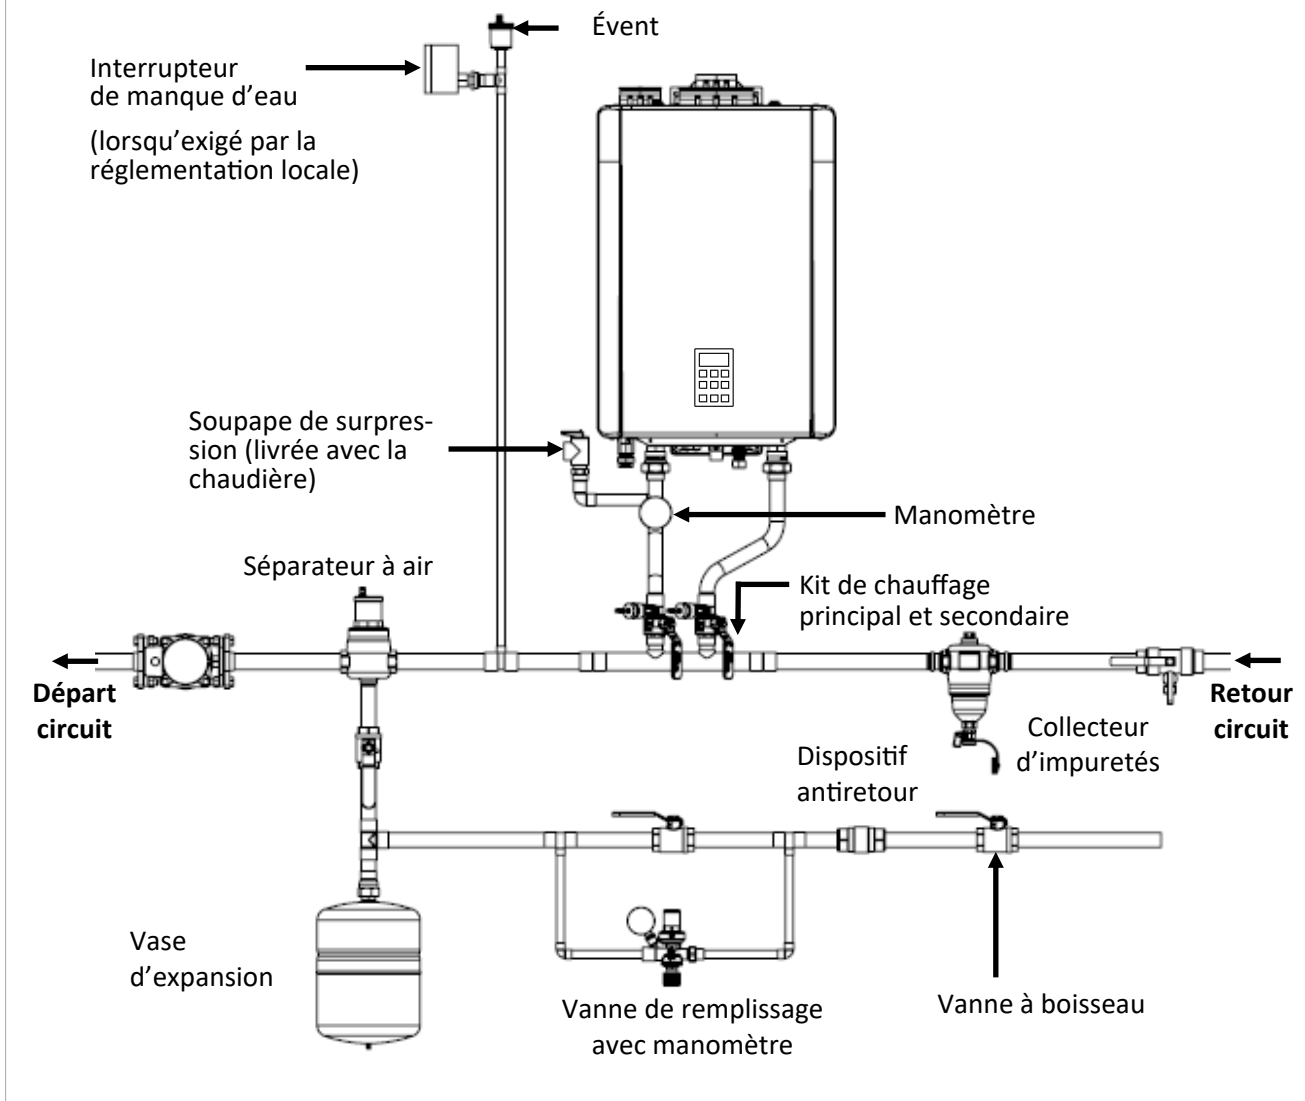 Évent
Interrupteur
de manque d’eau
(lorsqu’exigé par la
réglementation locale)
Soupape de surpres-
sion (livrée avec la
chaudière)
Manomètre
Séparateur à air
Kit de chauffage
principal et secondaire
Départ
circuit
Retour
circuit
Collecteur
d’impuretés
Dispositif
antiretour
Vase
d’expansion
Vanne de remplissage
avec manomètre
Vanne à boisseau